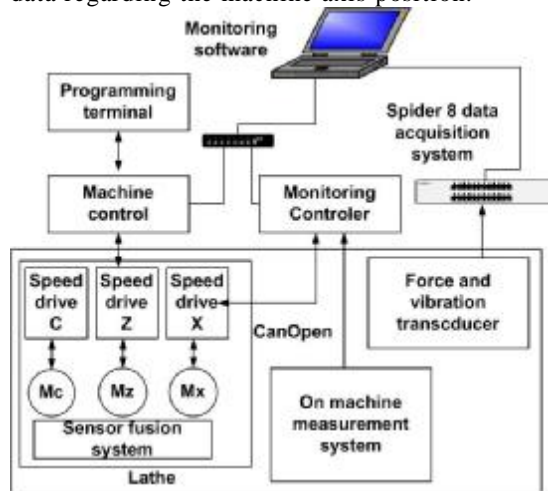 data regarding the machine axis position.
Monitoring
software
Programming
terminal
Spider 8 data
acquisition
system
Machine
control
Monitoring
Controler
Speed
drive
C
Speed
drive
Z
Speed
drive
X
Force and
vibration
transcducer
CanOpen
Mc
Mz
Mx
On machine
measurement
system
Sensor fusion
system
Lathe